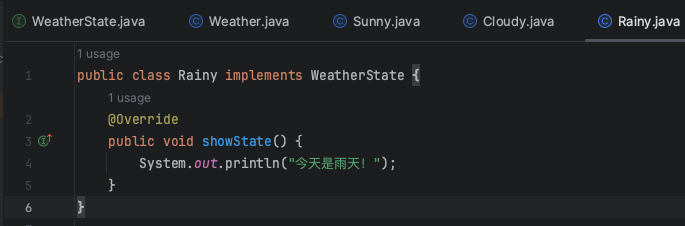 WeatherState.java Weather.java Sunny.java Cloudy.java Rainy.java
1 usage
1 public class Rainy implements WeatherState {
1 usage
2 @Override
3 public void showState() {
4 System.out.println("今天是雨天！");
5 }
6 }